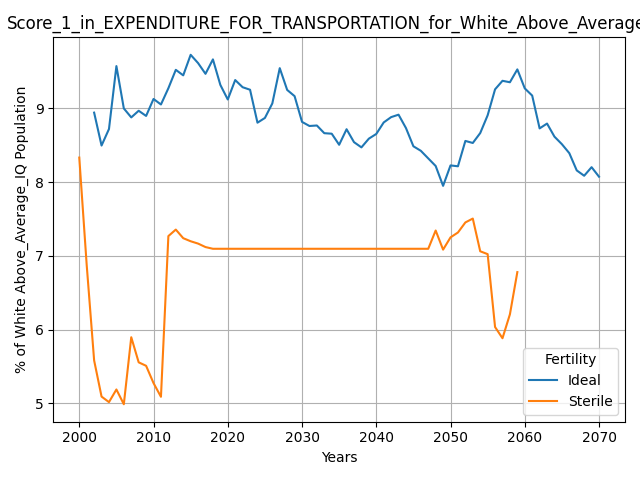 Score_1_in_EXPENDITURE_FOR_TRANSPORTATION_for_White_Above_Average
% of White Above_Average_IQ Population
9
8
7
6
5
2000 2010 2020 2030 2040 2050 2060 2070
Years
Fertility
Ideal
Sterile